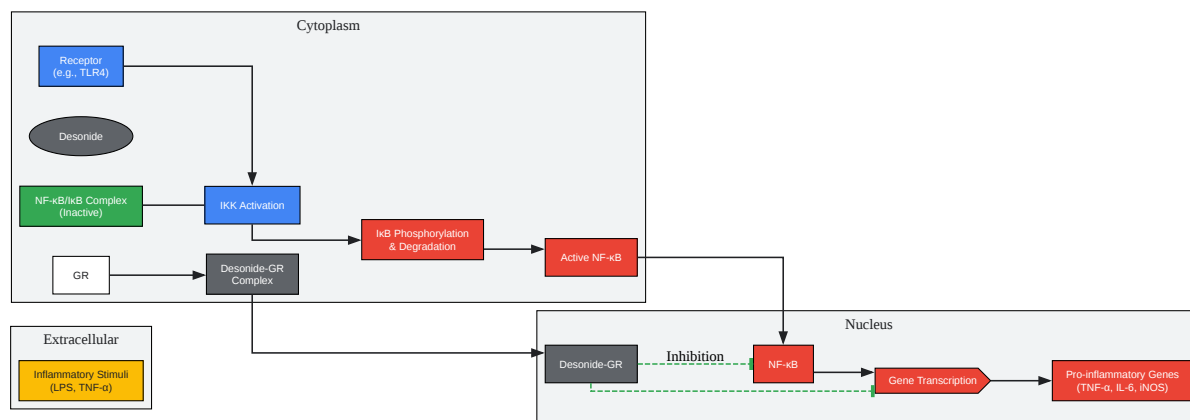 Cytoplasm
Receptor
(e.g., TLR4)
Desonide
NF-κB/IκB Complex
(Inactive)
IKK Activation
IκB Phosphorylation
& Degradation
Active NF-κB
GR
Desonide-GR
Complex
Extracellular
Inflammatory Stimuli
(LPS, TNF-α)
Nucleus
Desonide-GR
Inhibition
NF-κB
Gene Transcription
Pro-inflammatory Genes
(TNF-α, IL-6, iNOS)